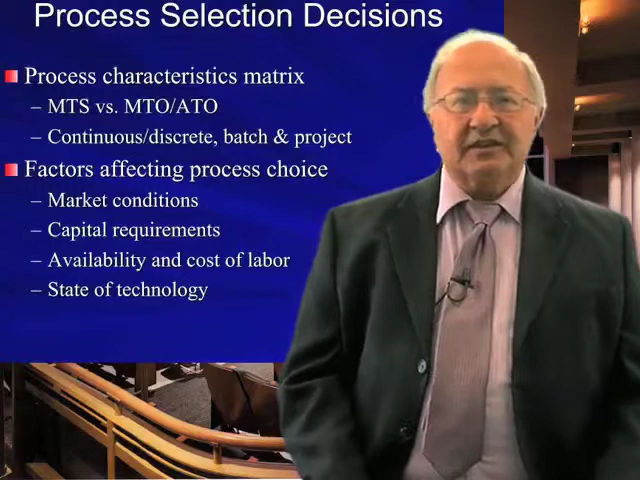 Process Selection Decisions
Process characteristics matrix
– MTS vs. MTO/ATO
– Continuous/discrete, batch & project
Factors affecting process choice
– Market conditions
– Capital requirements
– Availability and cost of labor
– State of technology